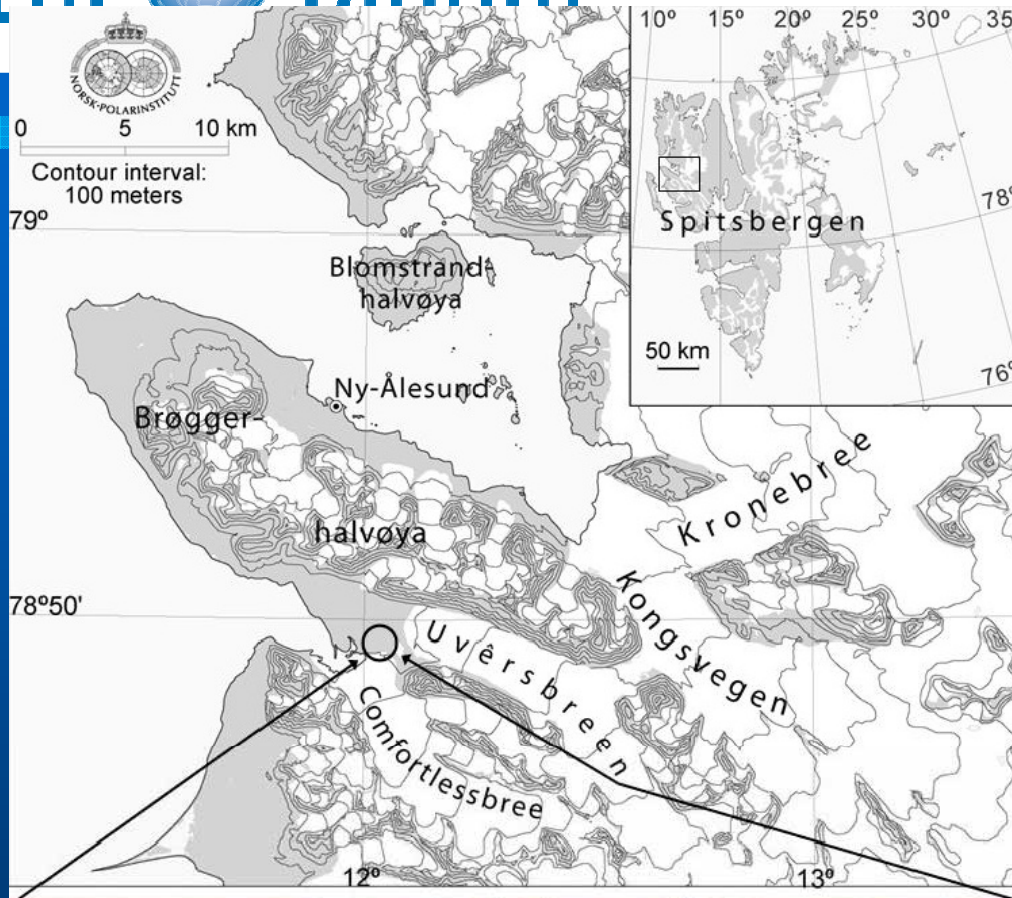 NORSK-POLARINSTITUTT
0 5 10 km
Contour interval:
100 meters
10º 15º 20º 25º 30º 35
78º
76º
Spitsbergen
50 km
79º
Blomstrand-
halvøya
Ny-Ålesund
Brøgger-
halvøya
Kronebree
Kongsvegen
78º50'
Uvêrsbreen
Comfortlessbree
12º
13º